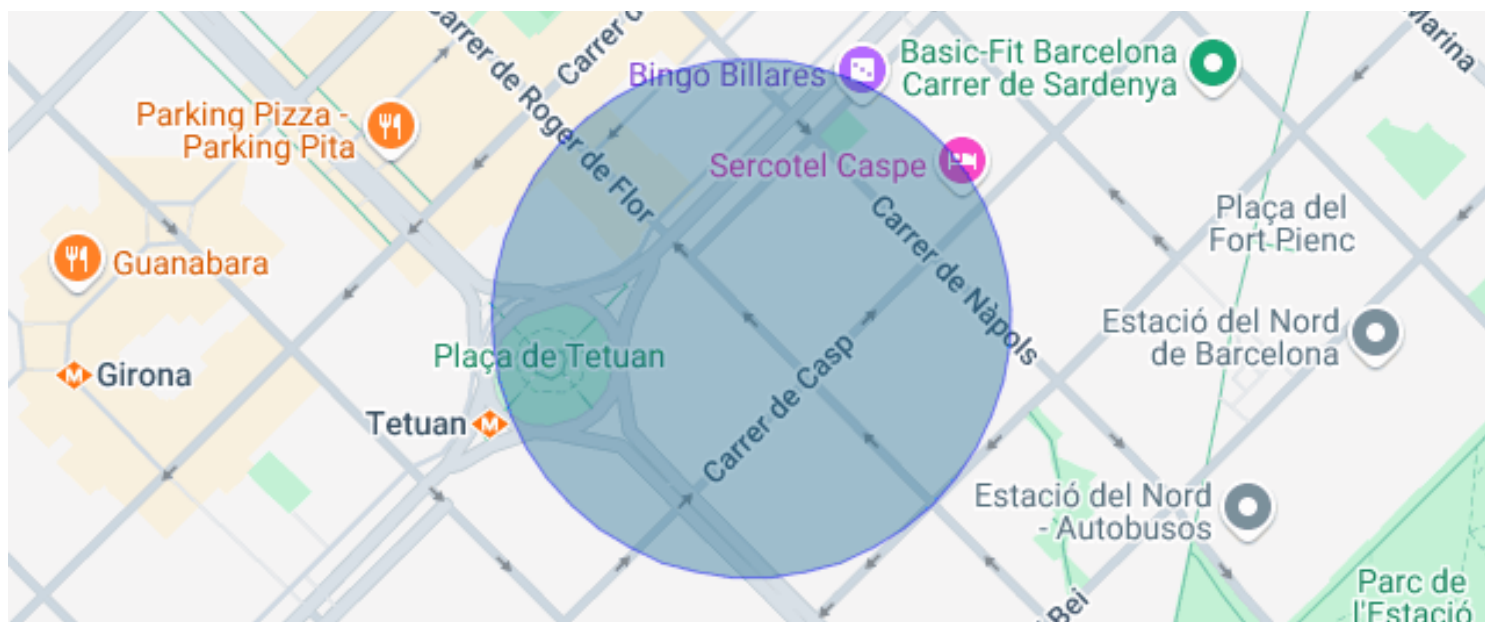 Carrer de Roger de Flor
Carrer d
Marina
Bingo Billares
Basic-Fit Barcelona
Carrer de Sardenya
Parking Pizza -
Parking Pita
Sercotel Caspe
Carrer de Nàpols
Plaça del
Fort Pienc
Guanabara
Estació del Nord
de Barcelona
Plaça de Tetuan
M Girona
Carrer de Casp
Tetuan M
Estació del Nord
- Autobusos
Bei
Parc de
l'Estació